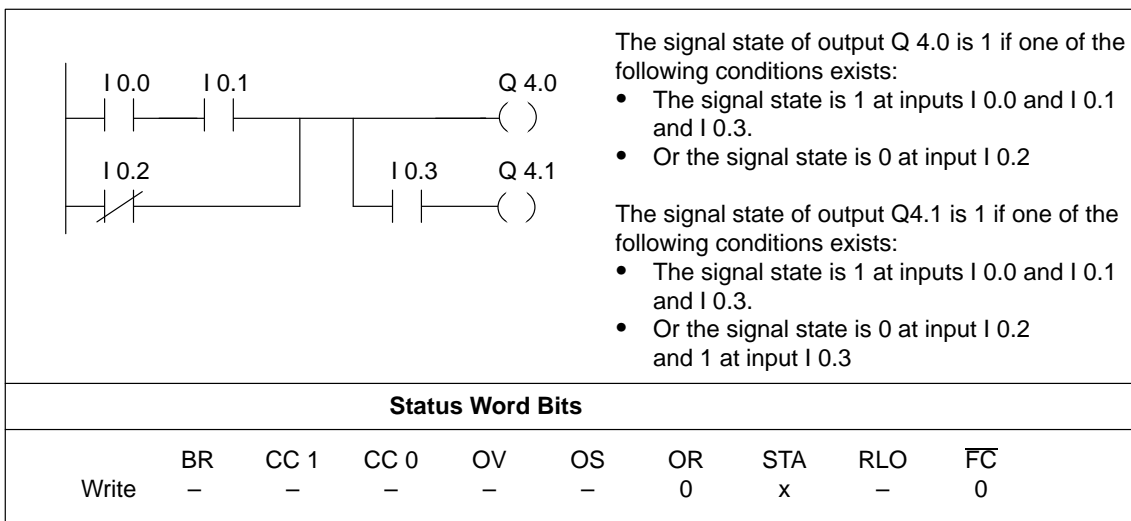 I 0.0 I 0.1 Q 4.0
I 0.2 I 0.3 Q 4.1
The signal state of output Q 4.0 is 1 if one of the
following conditions exists:
• The signal state is 1 at inputs I 0.0 and I 0.1
and I 0.3.
• Or the signal state is 0 at input I 0.2
The signal state of output Q4.1 is 1 if one of the
following conditions exists:
• The signal state is 1 at inputs I 0.0 and I 0.1
and I 0.3.
• Or the signal state is 0 at input I 0.2
and 1 at input I 0.3
Status Word Bits
BR CC 1 CC 0 OV OS OR STA RLO F̅C̅
Write – – – – – 0 x – 0